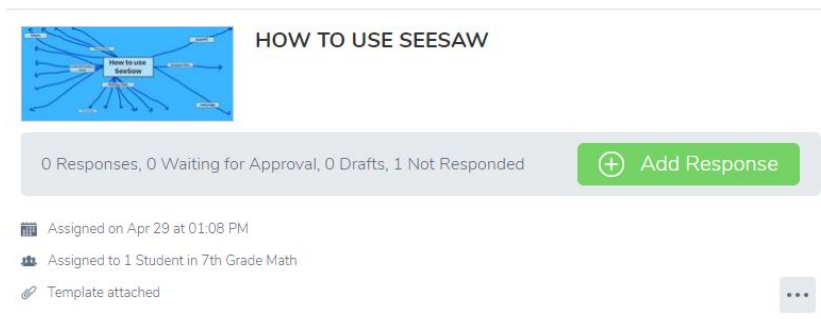 HOW TO USE SEESAW
How to use
SeeSaw
0 Responses, 0 Waiting for Approval, 0 Drafts, 1 Not Responded
Add Response
Assigned on Apr 29 at 01:08 PM
Assigned to 1 Student in 7th Grade Math
Template attached